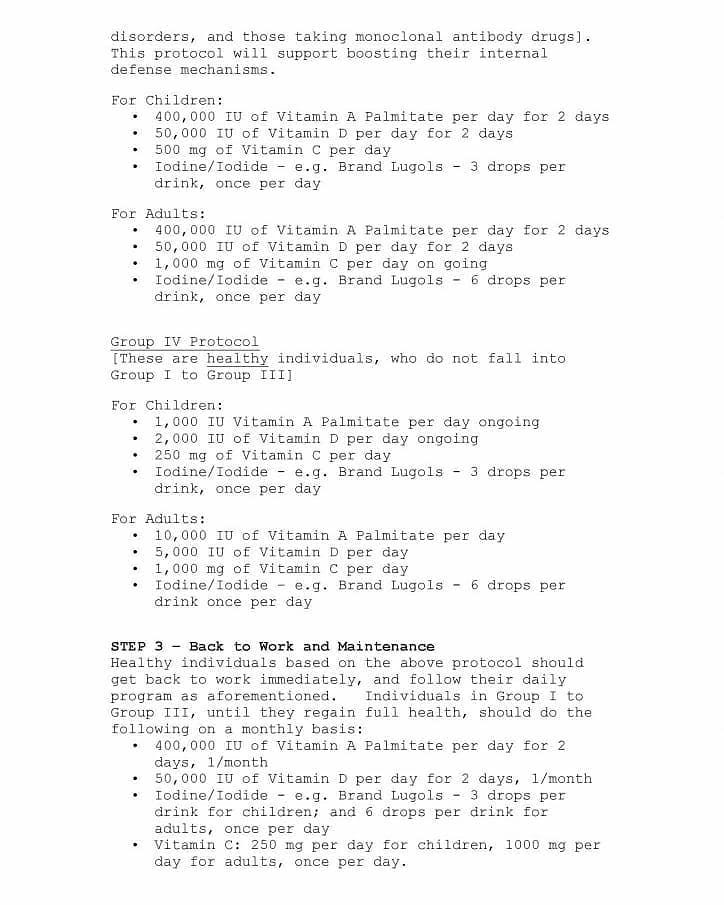 disorders, and those taking monoclonal antibody drugs].
This protocol will support boosting their internal
defense mechanisms.
For Children:
• 400,000 IU of Vitamin A Palmitate per day for 2 days
• 50,000 IU of Vitamin D per day for 2 days
• 500 mg of Vitamin C per day
• Iodine/Iodide – e.g. Brand Lugols - 3 drops per
drink, once per day
For Adults:
• 400,000 IU of Vitamin A Palmitate per day for 2 days
• 50,000 IU of Vitamin D per day for 2 days
• 1,000 mg of Vitamin C per day on going
• Iodine/Iodide – e.g. Brand Lugols - 6 drops per
drink, once per day
Group IV Protocol
[These are healthy individuals, who do not fall into
Group I to Group III]
For Children:
• 1,000 IU Vitamin A Palmitate per day ongoing
• 2,000 IU of Vitamin D per day ongoing
• 250 mg of Vitamin C per day
• Iodine/Iodide – e.g. Brand Lugols - 3 drops per
drink, once per day
For Adults:
• 10,000 IU of Vitamin A Palmitate per day
• 5,000 IU of Vitamin D per day
• 1,000 mg of Vitamin C per day
• Iodine/Iodide – e.g. Brand Lugols - 6 drops per
drink once per day
STEP 3 – Back to Work and Maintenance
Healthy individuals based on the above protocol should
get back to work immediately, and follow their daily
program as aforementioned. Individuals in Group I to
Group III, until they regain full health, should do the
following on a monthly basis:
• 400,000 IU of Vitamin A Palmitate per day for 2
days, 1/month
• 50,000 IU of Vitamin D per day for 2 days, 1/month
• Iodine/Iodide - e.g. Brand Lugols - 3 drops per
drink for children; and 6 drops per drink for
adults, once per day
• Vitamin C: 250 mg per day for children, 1000 mg per
day for adults, once per day.